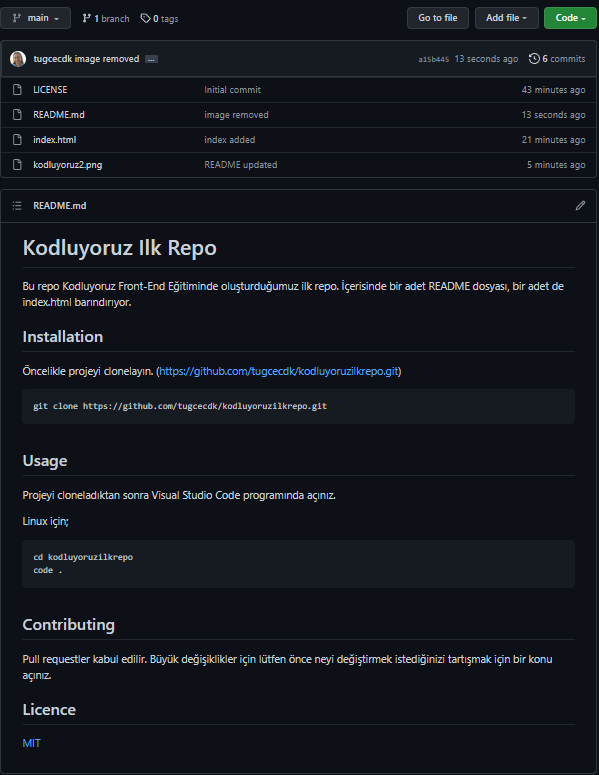 main
1 branch
0 tags
Go to file
Add file
Code
tugcecdk image removed
...
a15b445 13 seconds ago
6 commits
LICENSE Initial commit 43 minutes ago
README.md image removed 13 seconds ago
index.html index added 21 minutes ago
kodluyoruz2.png README updated 5 minutes ago
README.md
Kodluyoruz Ilk Repo
Bu repo Kodluyoruz Front-End Eğitiminde oluşturduğumuz ilk repo. İçerisinde bir adet README dosyası, bir adet de
index.html barındırıyor.
Installation
Öncelikle projeyi clonelayın. (https://github.com/tugcecdk/kodluyoruzilkrepo.git)
git clone https://github.com/tugcecdk/kodluyoruzilkrepo.git
Usage
Projeyi cloneladıktan sonra Visual Studio Code programında açınız.
Linux için;
cd kodluyoruzilkrepo
code .
Contributing
Pull requestler kabul edilir. Büyük değişiklikler için lütfen önce neyi değiştirmek istediğinizi tartışmak için bir konu
açınız.
Licence
MIT